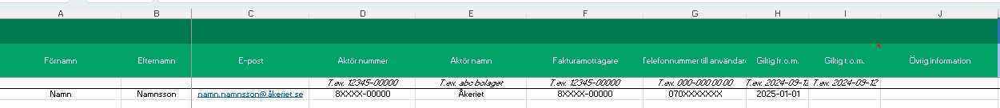 A B C D E F G H I J
Förnamn Efternamn E-post Aktör nummer Aktör namn Fakturamottagare Telefonnummer till användare Giltig fr.o.m. Giltig t.o.m. Övrig information
T.ex. 12345-00000 T.ex. abc bolaget T.ex. 12345-00000 T.ex. 000-000 00 00 T.ex. 2024-09-12 T.ex. 2024-09-12
Namn Namnsson namn.namnsson@åkeriet.se 8XXXX-00000 Åkeriet 8XXXX-00000 070XXXXXXX 2025-01-01